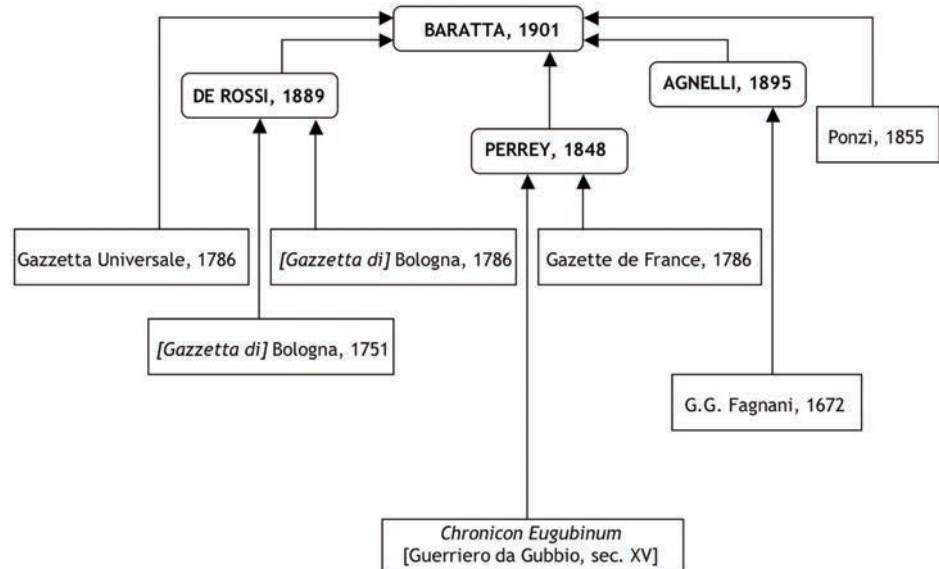 BARATTA, 1901
DE ROSSI, 1889
AGNELLI, 1895
Ponzi, 1855
PERREY, 1848
Gazzetta Universale, 1786
[Gazzetta di] Bologna, 1786
Gazette de France, 1786
[Gazzetta di] Bologna, 1751
G.G. Fagnani, 1672
Chronicon Eugubinum
[Guerriero da Gubbio, sec. XV]